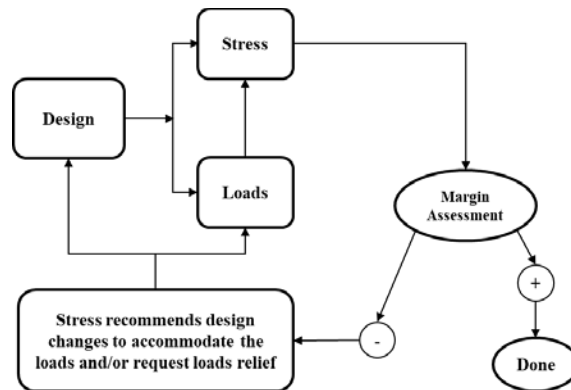 Stress
Design
Loads
Margin
Assessment
+
-
Stress recommends design
changes to accommodate the
loads and/or request loads relief
Done